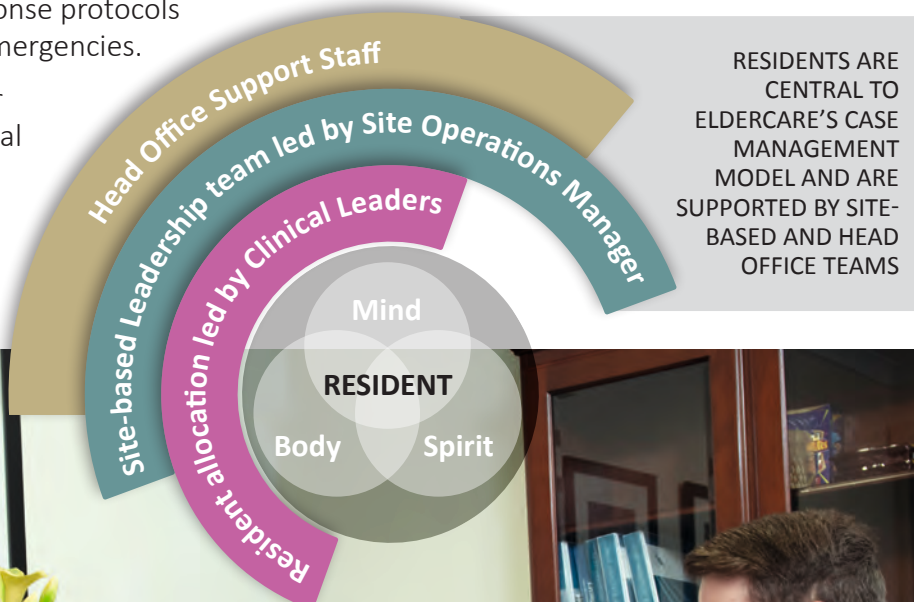 protocols
mergencies.
al
Head Office Support Staff
Site-based Leadership team led by Site Operations Manager
Resident allocation led by Clinical Leaders
Mind
RESIDENT
Body
Spirit
RESIDENTS ARE
CENTRAL TO
ELDERCARE’S CASE
MANAGEMENT
MODEL AND ARE
SUPPORTED BY SITE-
BASED AND HEAD
OFFICE TEAMS